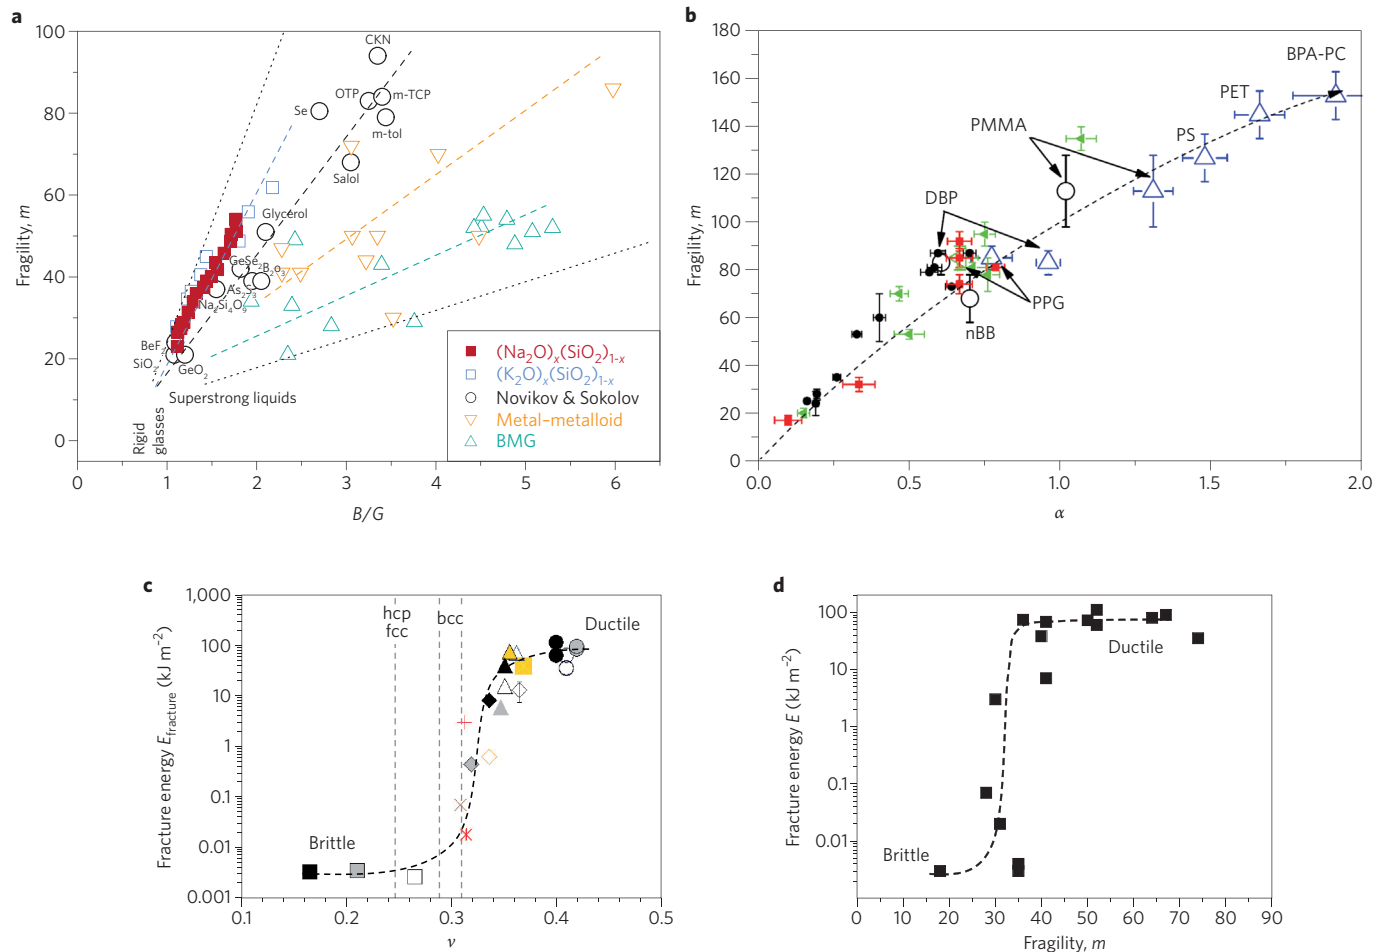 a
Fragility, m
100
80
60
40
20
0
0
1
2
3
4
5
6
B/G
CKN
OTP
m-TCP
Se
m-tol
Salol
Glycerol
GeSe2
B2O3
As2S3
Na2Si4O9
BeF2
SiO2
GeO2
Superstrong liquids
Rigid
glasses
(Na2O)x(SiO2)1-x
(K2O)x(SiO2)1-x
Novikov & Sokolov
Metal–metalloid
BMG
b
Fragility, m
180
160
140
120
100
80
60
40
20
0
0
0.5
1.0
1.5
2.0
α
BPA-PC
PET
PS
PMMA
DBP
PPG
nBB
c
Fracture energy Efracture (kJ m−2)
1,000
100
10
1
0.1
0.01
0.001
0.1
0.2
0.3
0.4
0.5
ν
hcp
fcc
bcc
Ductile
Brittle
d
Fracture energy E (kJ m−2)
100
10
1
0.1
0.01
0
10
20
30
40
50
60
70
80
90
Fragility, m
Ductile
Brittle